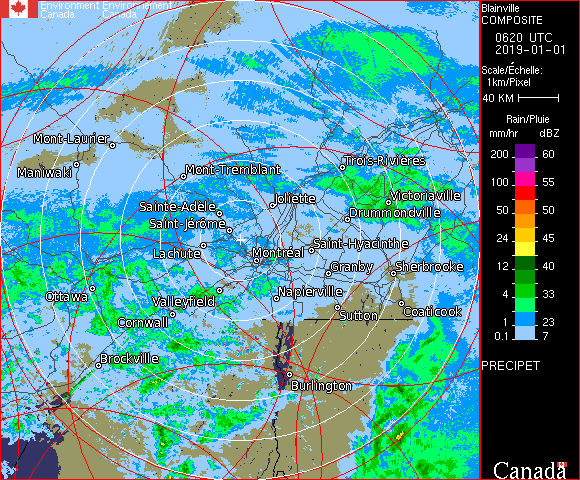 Environment Environnement
Canada Canada
Blainville
COMPOSITE
0620 UTC
2019-01-01
Scale/Échelle:
1km/Pixel
40 KM
Rain/Pluie
mm/hr dBZ
200 60
100 55
50 50
24 45
12 40
4 33
1 23
0.1 7
PRECIPET
Canada
Mont-Laurier
Maniwaki
Mont-Tremblant
Trois-Rivières
Joliette
Victoriaville
Sainte-Adele
Drummondville
Saint-Jérôme
Lachute
Montréal
Saint-Hyacinthe
Granby
Sherbrooke
Ottawa
Valleyfield
Napierville
Cornwall
Sutton
Coaticook
Brockville
Burlington